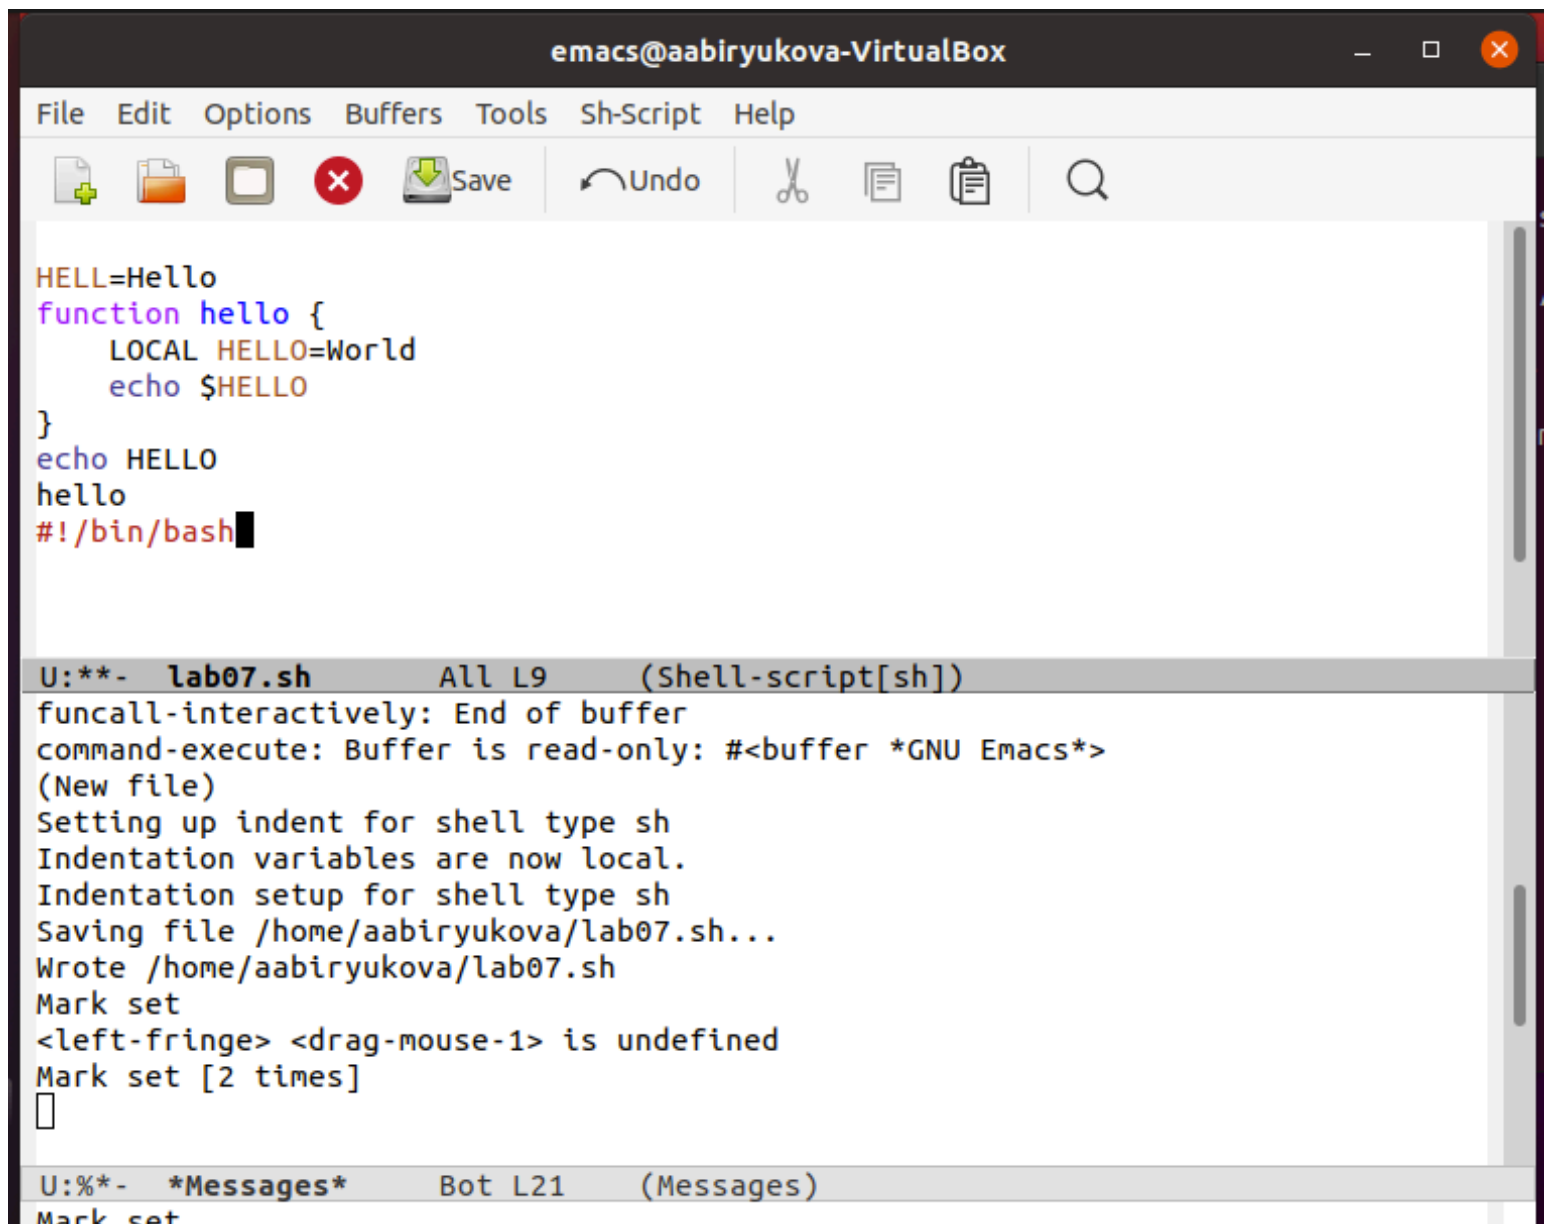 emacs@aabiryukova-VirtualBox
File Edit Options Buffers Tools Sh-Script Help
Save Undo
HELL=Hello
function hello {
    LOCAL HELLO=World
    echo $HELLO
}
echo HELLO
hello
#!/bin/bash
U:**-  lab07.sh       All L9     (Shell-script[sh])
funcall-interactively: End of buffer
command-execute: Buffer is read-only: #<buffer *GNU Emacs*>
(New file)
Setting up indent for shell type sh
Indentation variables are now local.
Indentation setup for shell type sh
Saving file /home/aabiryukova/lab07.sh...
Wrote /home/aabiryukova/lab07.sh
Mark set
<left-fringe> <drag-mouse-1> is undefined
Mark set [2 times]
U:%*-  *Messages*     Bot L21    (Messages)
Mark set